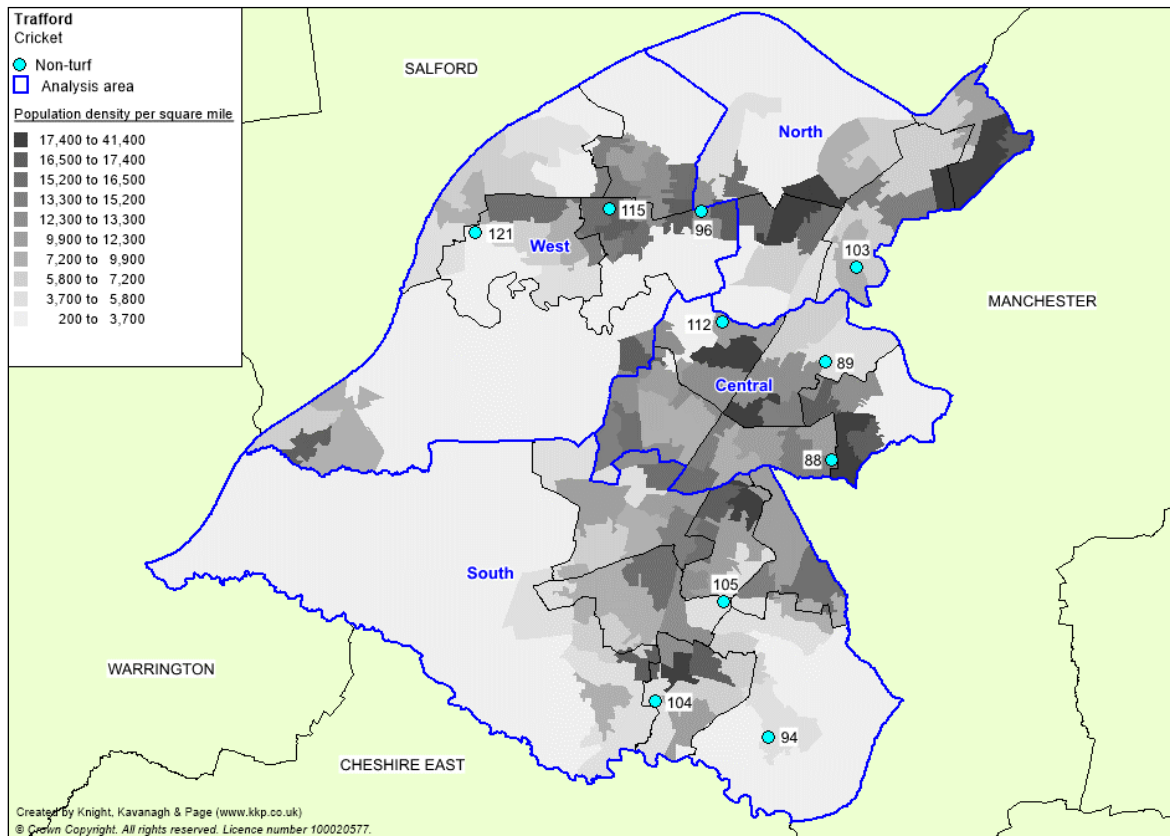 Trafford
Cricket
Non-turf
Analysis area
Population density per square mile
17,400 to 41,400
16,500 to 17,400
15,200 to 16,500
13,300 to 15,200
12,300 to 13,300
9,900 to 12,300
7,200 to 9,900
5,800 to 7,200
3,700 to 5,800
200 to 3,700
SALFORD
North
115
96
121
West
103
MANCHESTER
112
89
Central
88
South
105
WARRINGTON
104
94
CHESHIRE EAST
Created by Knight, Kavanagh & Page (www.kkp.co.uk)
© Crown Copyright. All rights reserved. Licence number 100020577.